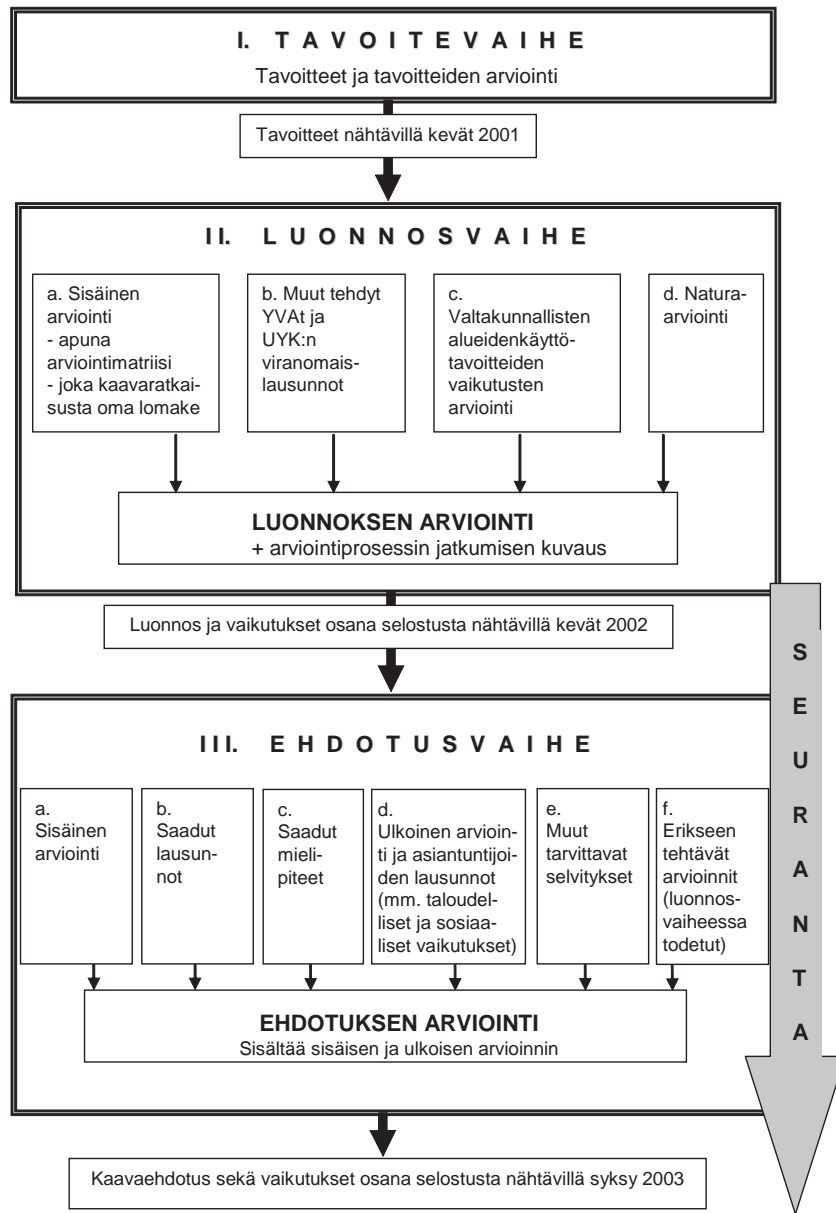 I. TAVOITEVAIHE
Tavoitteet ja tavoitteiden arviointi
Tavoitteet nähtävillä kevät 2001
II. LUONNOSVAIHE
a. Sisäinen
arviointi
- apuna
arviointimatriisi
- joka kaavaratkai-
susta oma lomake
b. Muut tehdyt
YVAt ja
UYK:n
viranomais-
lausunnot
c.
Valtakunnallisten
alueidenkäyttö-
tavoitteiden
vaikutusten
arviointi
d. Natura-
arviointi
LUONNOKSEN ARVIOINTI
+ arviointiprosessin jatkumisen kuvaus
Luonnos ja vaikutukset osana selostusta nähtävillä kevät 2002
III. EHDOTUSVAIHE
a.
Sisäinen
arviointi
b.
Saadut
lausun-
not
c.
Saadut
mieli-
piteet
d.
Ulkoinen arvioin-
ti ja asiantuntijoi-
den lausunnot
(mm. taloudel-
liset ja sosiaa-
liset vaikutukset)
e.
Muut
tarvittavat
selvitykset
f.
Erikseen
tehtävät
arvioinnit
(luonnos-
vaiheessa
todetut)
EHDOTUKSEN ARVIOINTI
Sisältää sisäisen ja ulkoisen arvioinnin
Kaavaehdotus sekä vaikutukset osana selostusta nähtävillä syksy 2003
SEURANTA